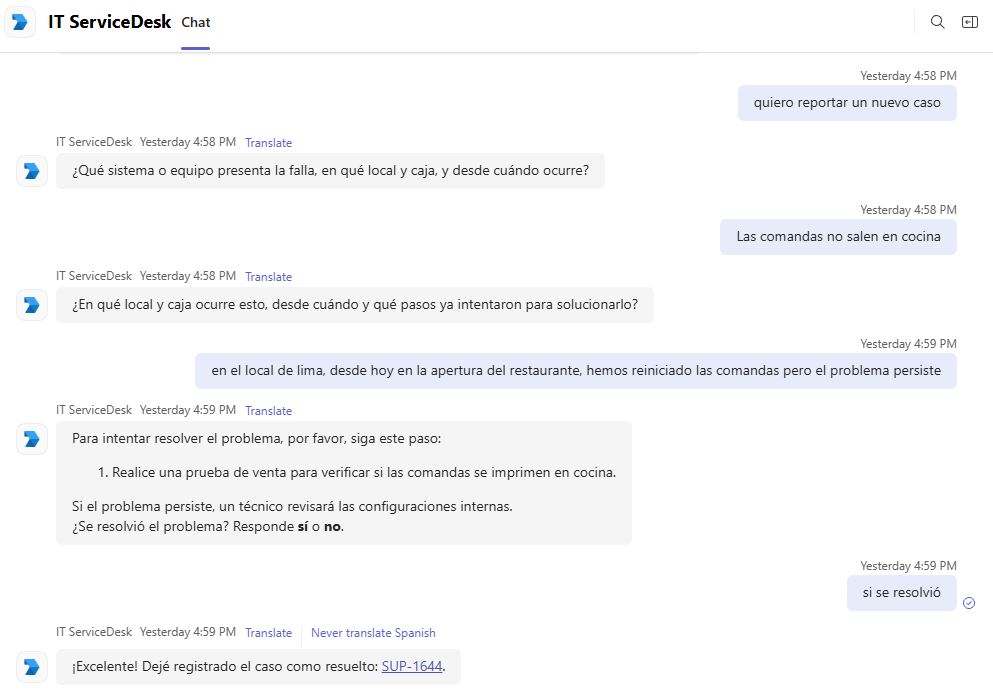 IT ServiceDesk Chat
Yesterday 4:58 PM
quiero reportar un nuevo caso
IT ServiceDesk Yesterday 4:58 PM Translate
¿Qué sistema o equipo presenta la falla, en qué local y caja, y desde cuándo ocurre?
Yesterday 4:58 PM
Las comandas no salen en cocina
IT ServiceDesk Yesterday 4:58 PM Translate
¿En qué local y caja ocurre esto, desde cuándo y qué pasos ya intentaron para solucionarlo?
Yesterday 4:59 PM
en el local de lima, desde hoy en la apertura del restaurante, hemos reiniciado las comandas pero el problema persiste
IT ServiceDesk Yesterday 4:59 PM Translate
Para intentar resolver el problema, por favor, siga este paso:
1. Realice una prueba de venta para verificar si las comandas se imprimen en cocina.
Si el problema persiste, un técnico revisará las configuraciones internas.
¿Se resolvió el problema? Responde sí o no.
Yesterday 4:59 PM
si se resolvió
IT ServiceDesk Yesterday 4:59 PM Translate Never translate Spanish
¡Excelente! Dejé registrado el caso como resuelto: SUP-1644.